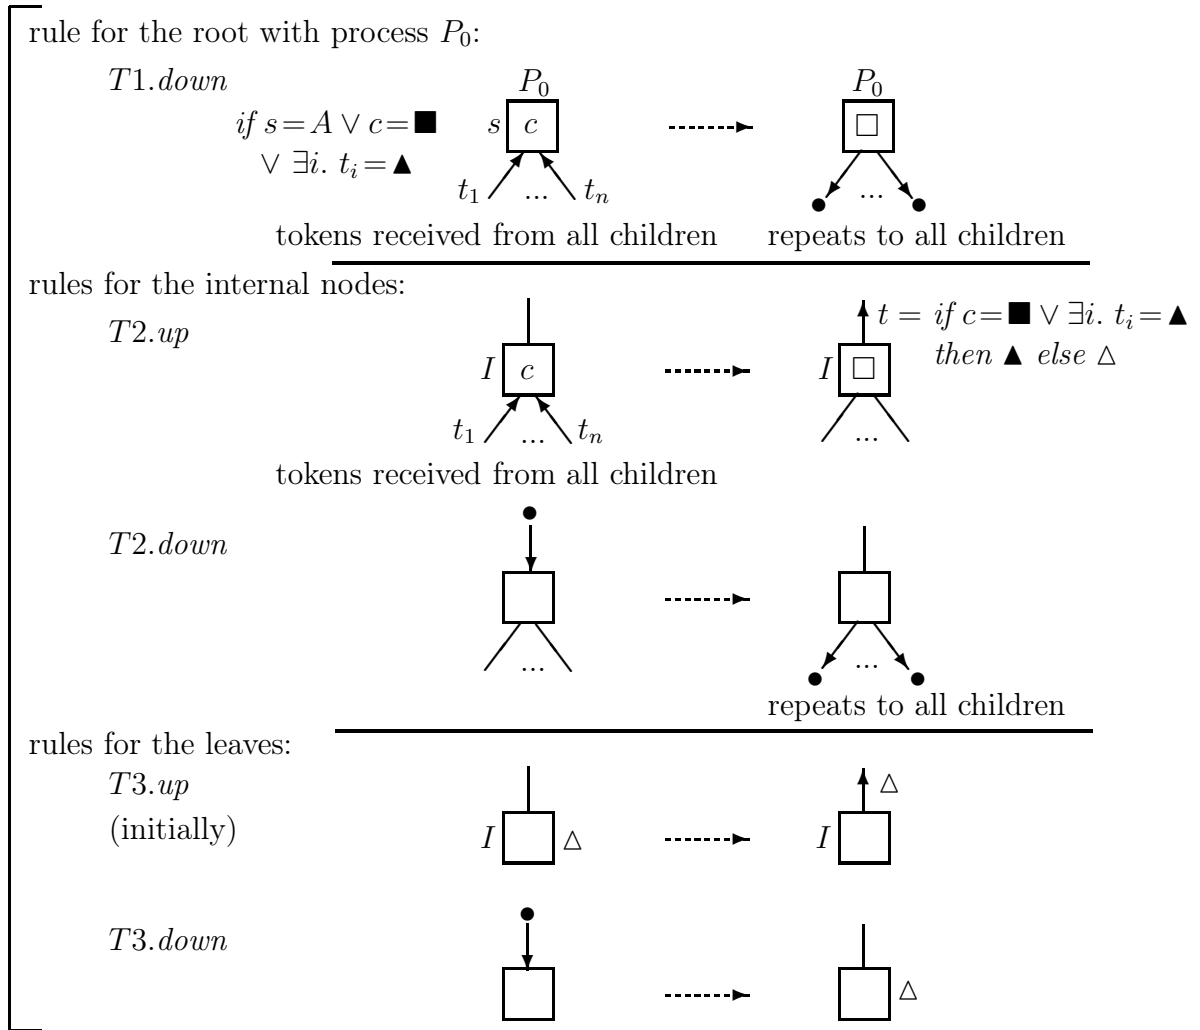 rule for the root with process P₀:
T1.down
P₀
P₀
if s=A ∨ c=■
s
c
□
∨ ∃i. tᵢ=▲
t₁ ... tₙ
...
tokens received from all children
repeats to all children
rules for the internal nodes:
T2.up
t = if c=■ ∨ ∃i. tᵢ=▲
then ▲ else △
I
c
I
□
t₁ ... tₙ
...
tokens received from all children
T2.down
...
...
repeats to all children
rules for the leaves:
T3.up
△
(initially)
I
△
I
T3.down
△